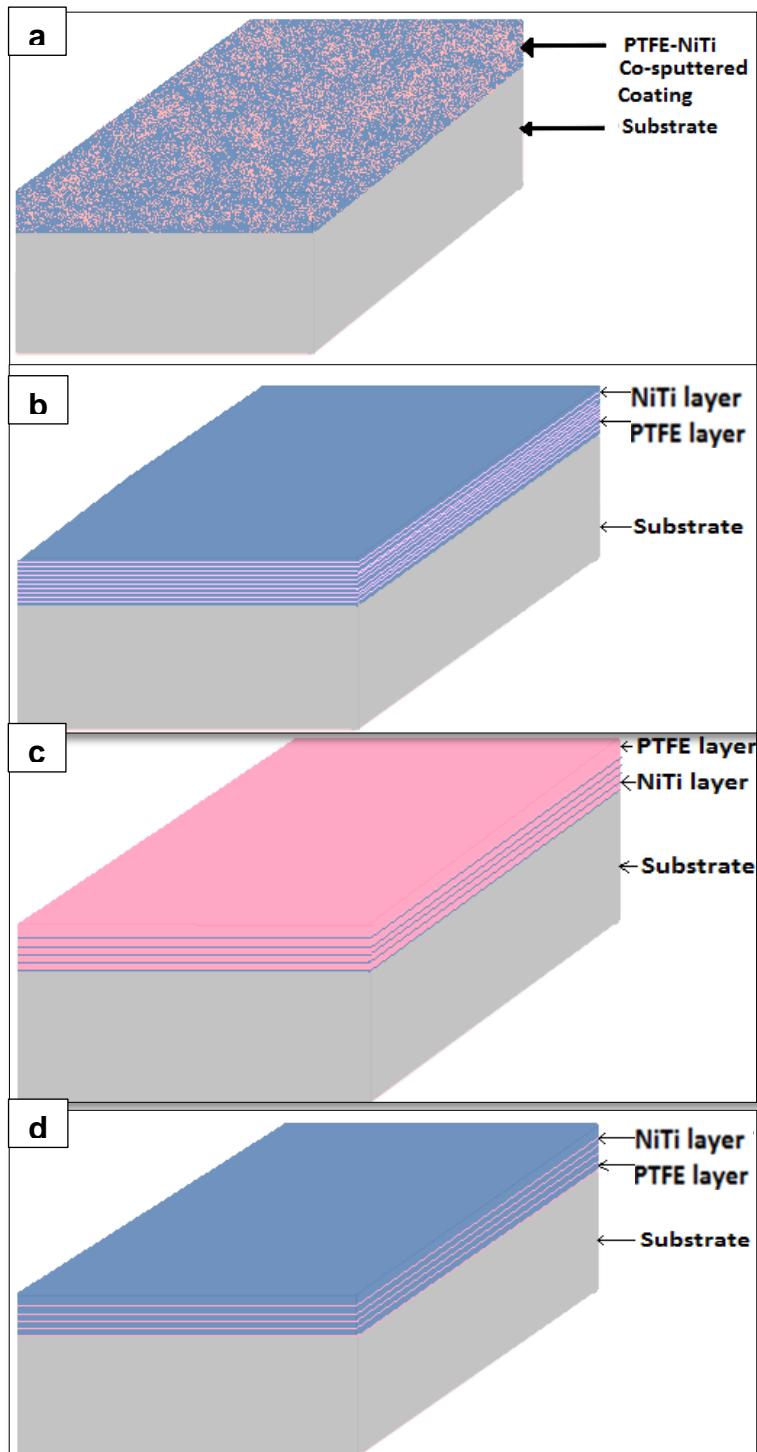 a
PTFE-NiTi
Co-sputtered
Coating
Substrate
b
NiTi layer
PTFE layer
Substrate
c
PTFE layer
NiTi layer
Substrate
d
NiTi layer
PTFE layer
Substrate